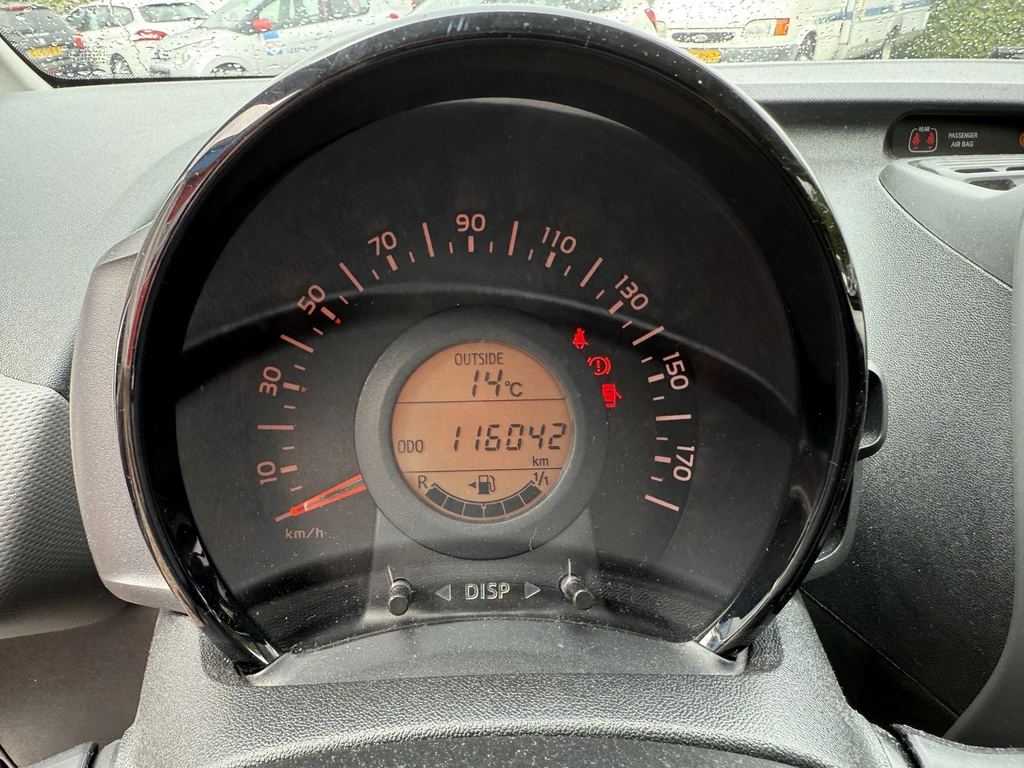 REAR
PASSENGER
AIR BAG
10
30
50
70
90
110
130
150
170
km/h
OUTSIDE
14°C
ODO 116042
km
R 1/1
DISP